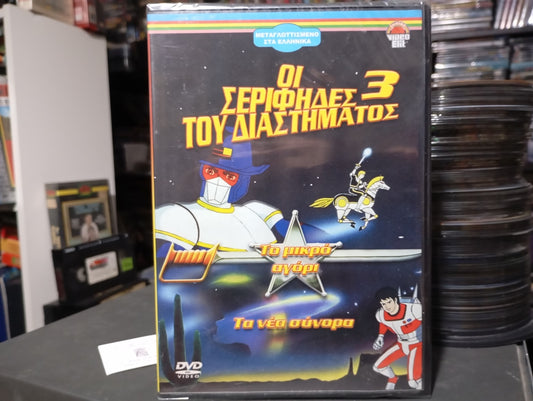 ΜΕΤΑΓΛΩΤΤΙΣΜΕΝΟ
ΣΤΑ ΕΛΛΗΝΙΚΑ
Video
Elit
ΟΙ
ΣΕΡΙΦΗΔΕΣ 3
ΤΟΥ ΔΙΑΣΤΗΜΑΤΟΣ
Το μικρό
αγόρι
Τα νέα σύνορα
DVD
VIDEO